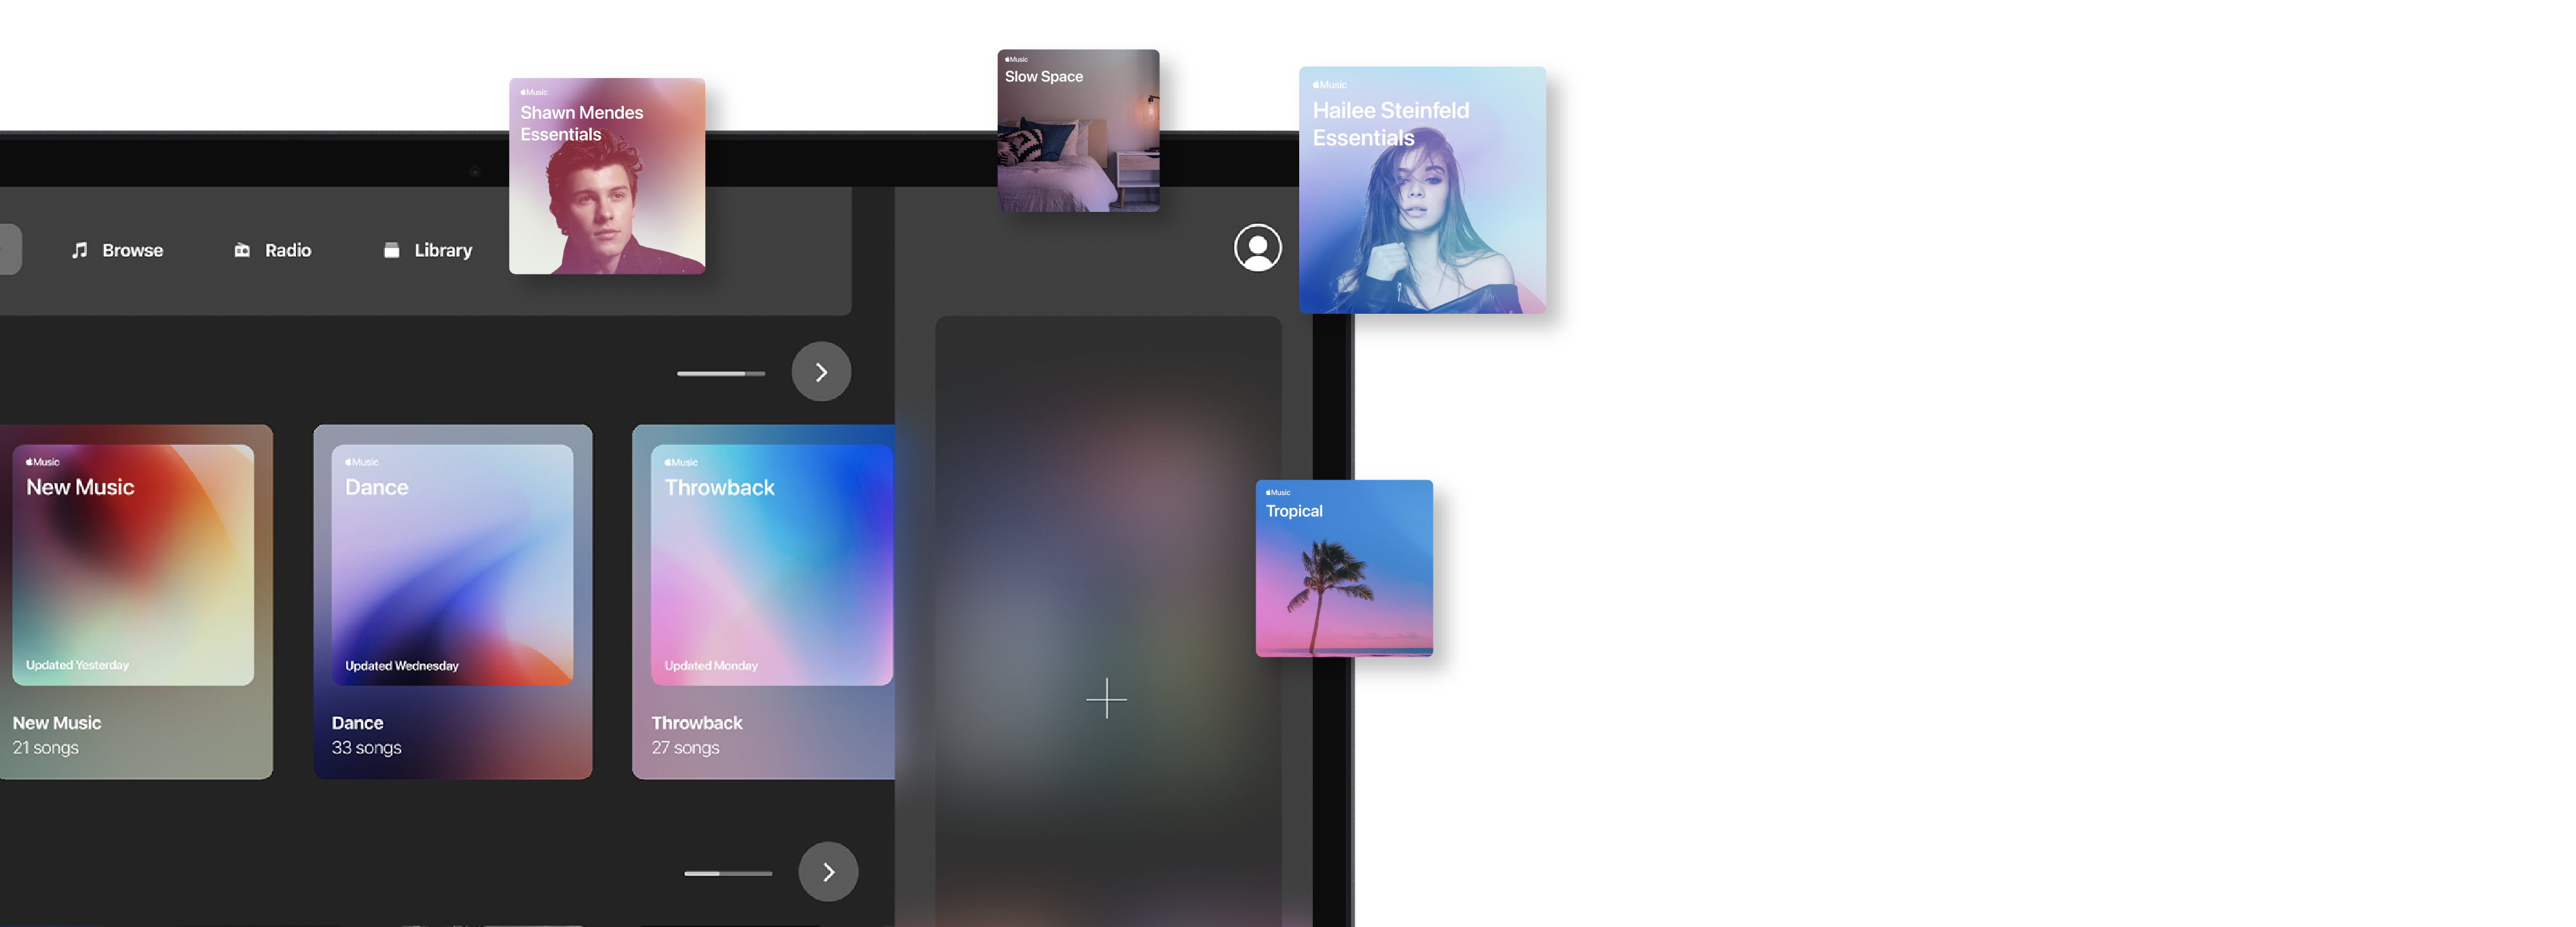 Music
Shawn Mendes
Essentials
Music
Slow Space
Music
Hailee Steinfeld
Essentials
Browse
Radio
Library
Music
New Music
Updated Yesterday
New Music
21 songs
Music
Dance
Updated Wednesday
Dance
33 songs
Music
Throwback
Updated Monday
Throwback
27 songs
Music
Tropical